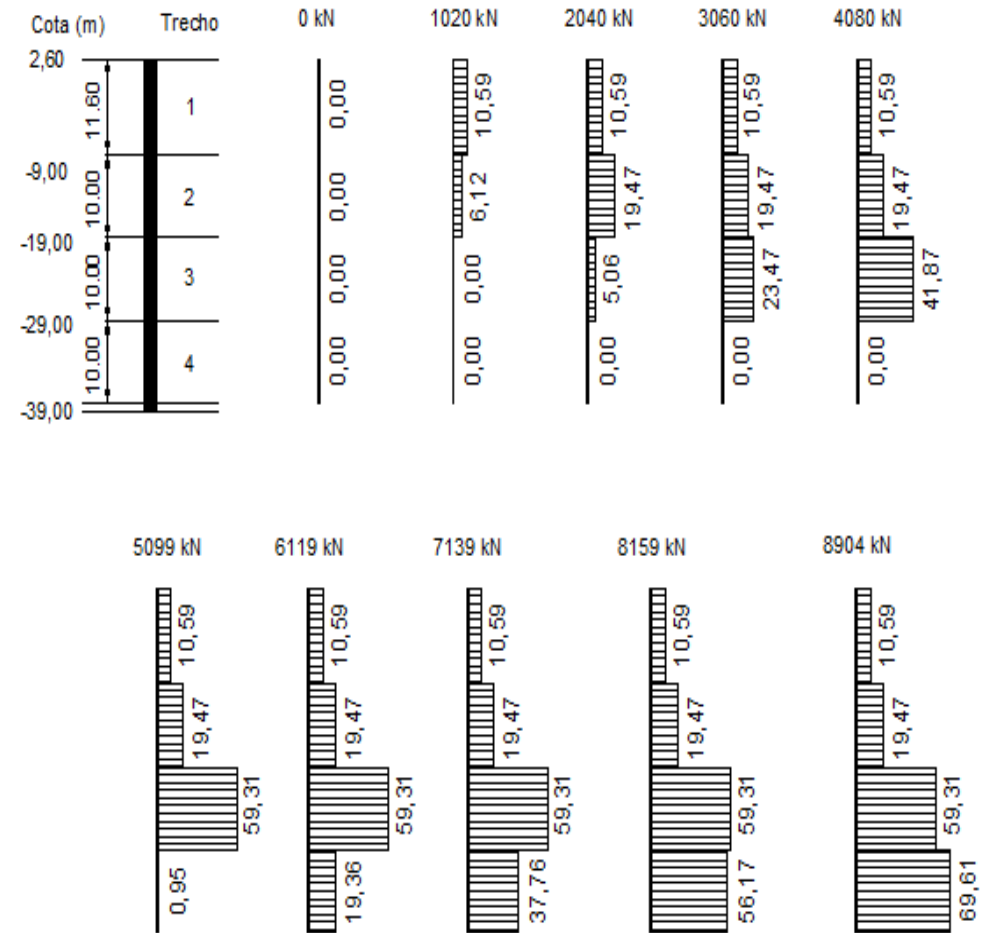 Cota (m) Trecho 0 kN 1020 kN 2040 kN 3060 kN 4080 kN
2,60
11.60 1 0,00 10,59 10,59 10,59 10,59
-9,00
10.00 2 0,00 6,12 19,47 19,47 19,47
-19,00
10.00 3 0,00 0,00 5,06 23,47 41,87
-29,00
10.00 4 0,00 0,00 0,00 0,00 0,00
-39,00
5099 kN 6119 kN 7139 kN 8159 kN 8904 kN
10,59 10,59 10,59 10,59 10,59
19,47 19,47 19,47 19,47 19,47
59,31 59,31 59,31 59,31 59,31
0,95 19,36 37,76 56,17 69,61